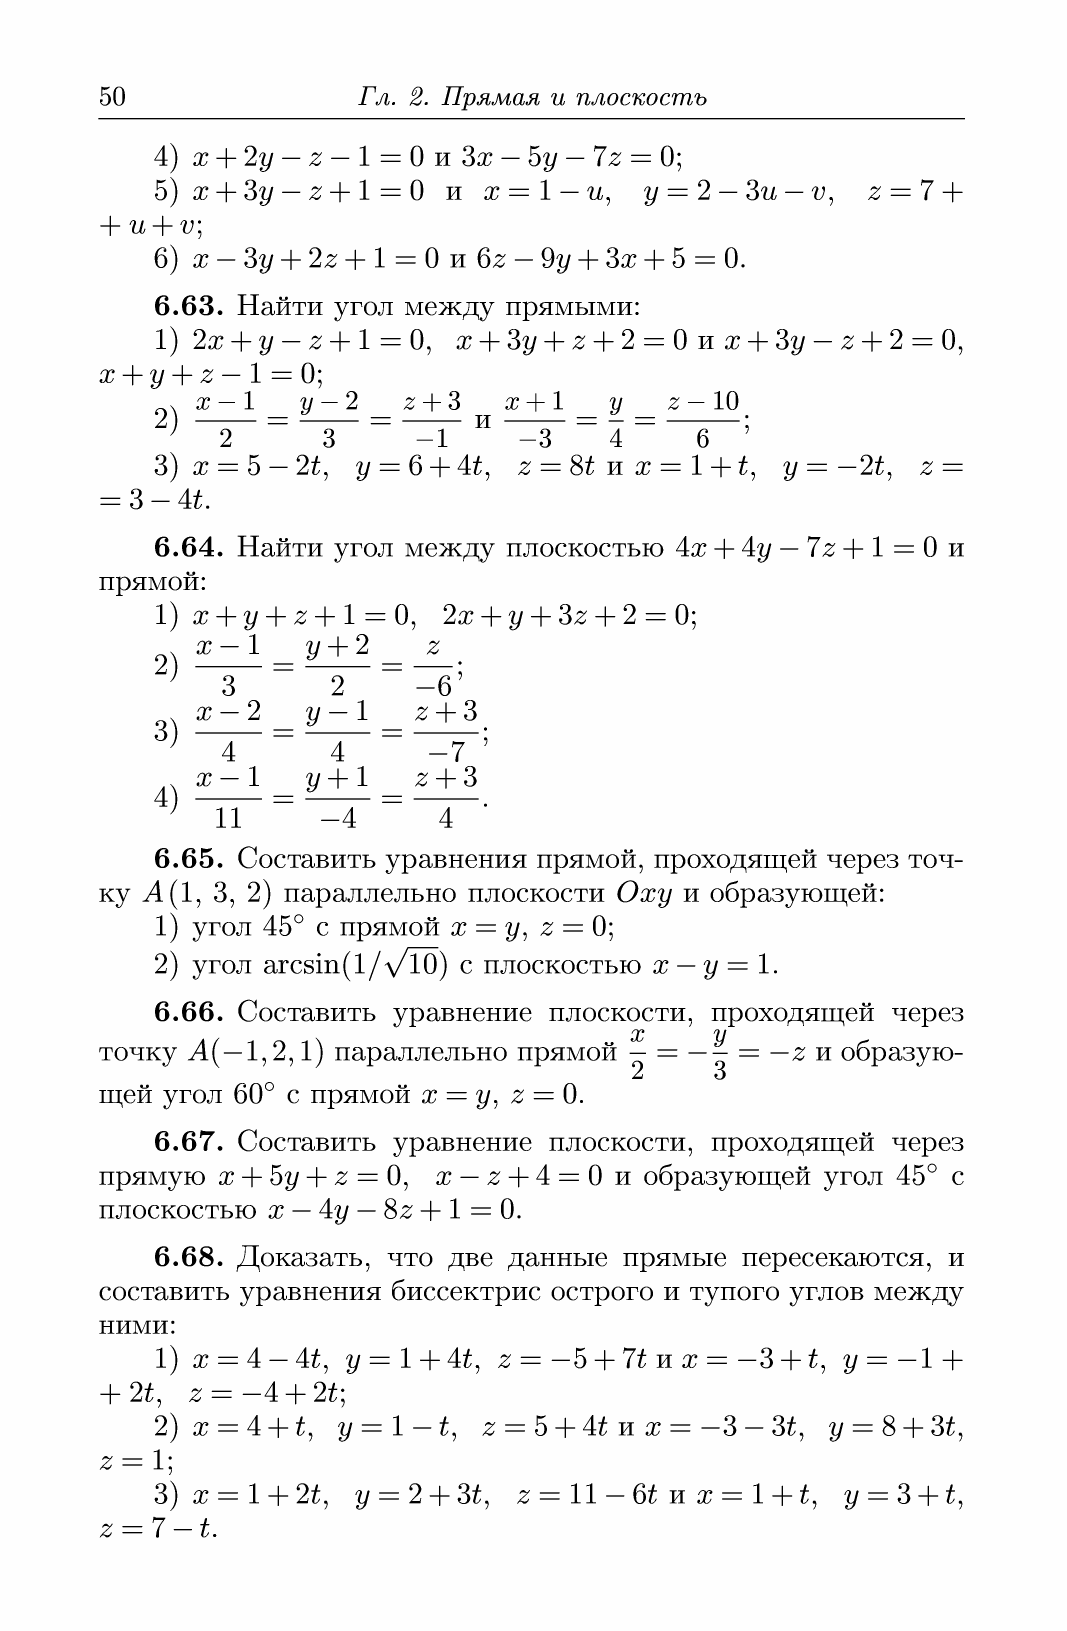 50 Гл. 2. Прямая и плоскость
4) x + 2y − z − 1 = 0 и 3x − 5y − 7z = 0;
5) x + 3y − z + 1 = 0 и x = 1 − u, y = 2 − 3u − v, z = 7 +
+ u + v;
6) x − 3y + 2z + 1 = 0 и 6z − 9y + 3x + 5 = 0.
6.63. Найти угол между прямыми:
1) 2x + y − z + 1 = 0, x + 3y + z + 2 = 0 и x + 3y − z + 2 = 0,
x + y + z − 1 = 0;
2) \frac{x − 1}{2} = \frac{y − 2}{3} = \frac{z + 3}{−1} и \frac{x + 1}{−3} = \frac{y}{4} = \frac{z − 10}{6};
3) x = 5 − 2t, y = 6 + 4t, z = 8t и x = 1 + t, y = −2t, z =
= 3 − 4t.
6.64. Найти угол между плоскостью 4x + 4y − 7z + 1 = 0 и
прямой:
1) x + y + z + 1 = 0, 2x + y + 3z + 2 = 0;
2) \frac{x − 1}{3} = \frac{y + 2}{2} = \frac{z}{−6};
3) \frac{x − 2}{4} = \frac{y − 1}{4} = \frac{z + 3}{−7};
4) \frac{x − 1}{11} = \frac{y + 1}{−4} = \frac{z + 3}{4}.
6.65. Составить уравнения прямой, проходящей через точ-
ку A(1, 3, 2) параллельно плоскости Oxy и образующей:
1) угол 45° с прямой x = y, z = 0;
2) угол arcsin(1/√10) с плоскостью x − y = 1.
6.66. Составить уравнение плоскости, проходящей через
точку A(−1, 2, 1) параллельно прямой \frac{x}{2} = −\frac{y}{3} = −z и образую-
щей угол 60° с прямой x = y, z = 0.
6.67. Составить уравнение плоскости, проходящей через
прямую x + 5y + z = 0, x − z + 4 = 0 и образующей угол 45° с
плоскостью x − 4y − 8z + 1 = 0.
6.68. Доказать, что две данные прямые пересекаются, и
составить уравнения биссектрис острого и тупого углов между
ними:
1) x = 4 − 4t, y = 1 + 4t, z = −5 + 7t и x = −3 + t, y = −1 +
+ 2t, z = −4 + 2t;
2) x = 4 + t, y = 1 − t, z = 5 + 4t и x = −3 − 3t, y = 8 + 3t,
z = 1;
3) x = 1 + 2t, y = 2 + 3t, z = 11 − 6t и x = 1 + t, y = 3 + t,
z = 7 − t.